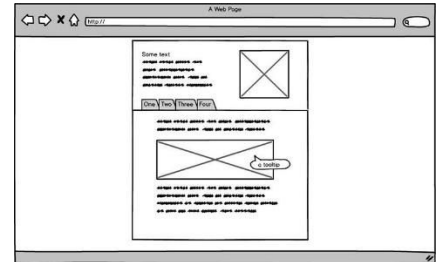 A Web Page
http://
Some text
One Two Three Four
a tooltip